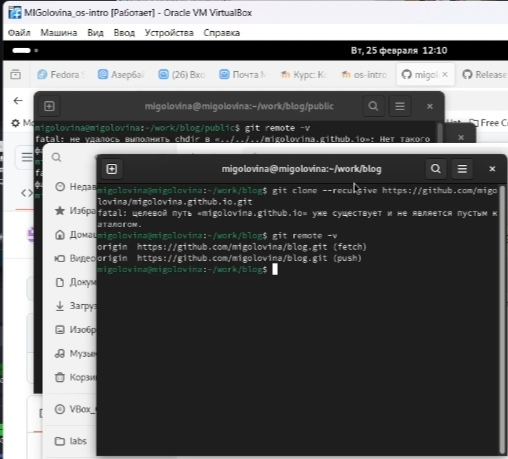 MIGolovina_os-intro [Работает] - Oracle VM VirtualBox
Файл Машина Вид Ввод Устройства Справка
Вт, 25 февраля 12:10
Fedora Азербай (26) Вхо Почта М Курс: К os-intro migol Release
migolovina@migolovina:~/work/blog/public
migolovina@migolovina:~/work/blog/public$ git remote -v
fatal: не удалось выполнить chdir в «../../../migolovina.github.io»: Нет такого
migolovina@migolovina:~/work/blog
migolovina@migolovina:~/work/blog$ git clone --recursive https://github.com/migo
lovina/migolovina.github.io.git
fatal: целевой путь «migolovina.github.io» уже существует и не является пустым к
аталогом.
migolovina@migolovina:~/work/blog$ git remote -v
origin https://github.com/migolovina/blog.git (fetch)
origin https://github.com/migolovina/blog.git (push)
migolovina@migolovina:~/work/blog$
Недав
Избра
Домаш
Видео
Докум
Загруз
Изобр
Музык
Корзин
VBox_
labs